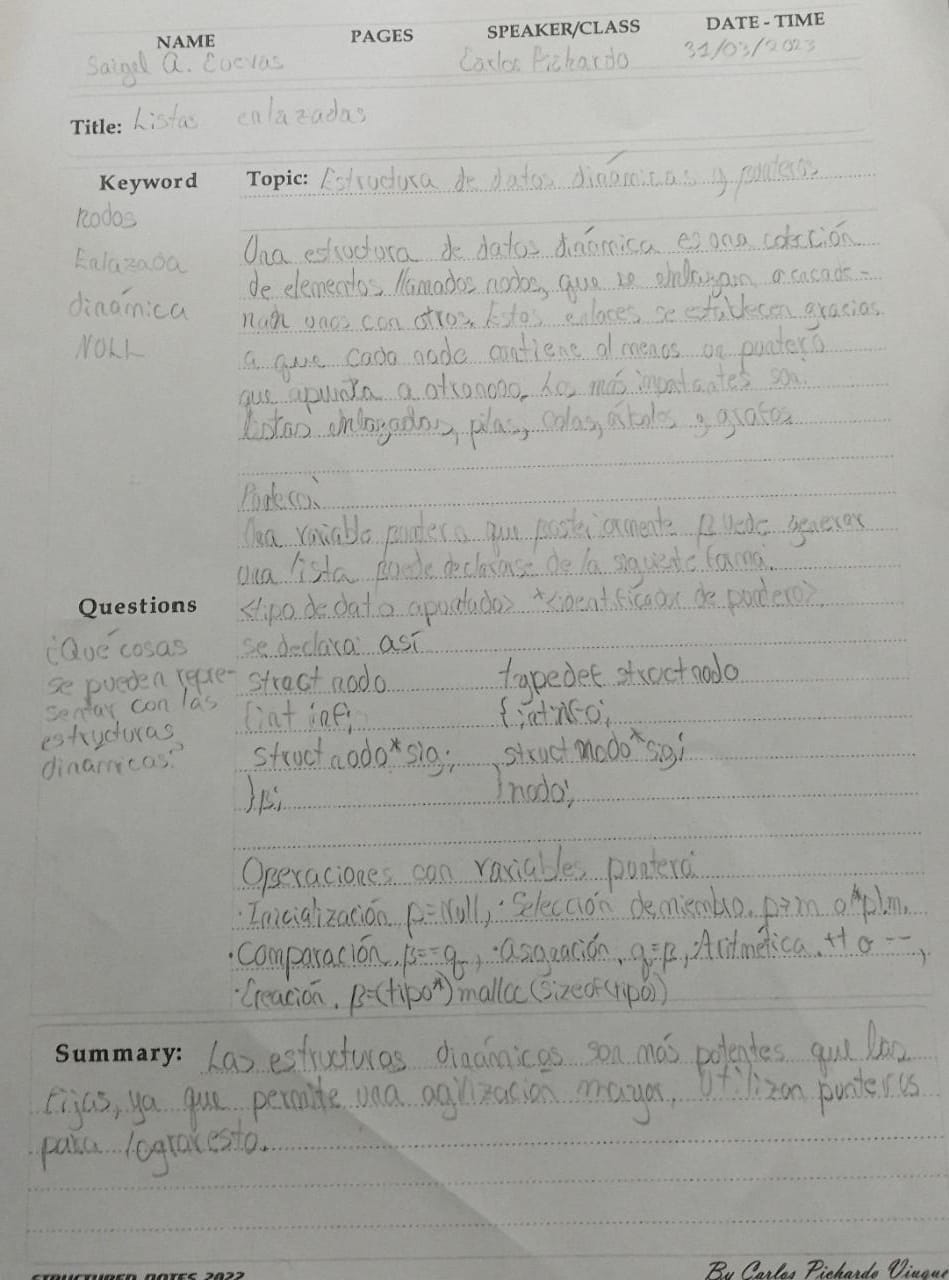 NAME PAGES SPEAKER/CLASS DATE - TIME
Saigel A. Cuevas Carlos Pichardo 31/03/2023
Title: Listas enlazadas
Keyword
Nodos
Enlazada
dinámica
NULL
Topic: Estructura de datos dinámicas y punteros
Una estructura de datos dinámica es una colección
de elementos llamados nodos, que se enlazan o
unos con otros. Estos enlaces se establecen gracias
a que cada nodo contiene al menos un puntero
que apunta a otro nodo. Los más importantes son
listas enlazadas, pilas, colas, árboles y grafos
Puntero:
Una variable puntero que posteriormente puede generar
una lista puede declararse de la siguiente forma.
<tipo de dato apuntado> *<identificador de puntero>,
se declara así
struct nodo typedef struct nodo
{int inf; {int info;
struct nodo *sig; struct nodo *sig;
}p; }nodo;
Questions
¿Qué cosas
se pueden repre-
sentar con las
estructuras
dinamicas?
Operaciones con variables puntero
· Inicialización p=Null, · Selección de miembro. o
· Comparación. p==q, · asignación, q=p, Aritmética. ++ o --,
· Creación. p=(tipo*)malloc(sizeof(tipo))
Summary: Las estructuras dinámicas son más potentes que las
fijas, ya que permite una agilización mayor, Utilizan punteros
para lograr esto.
STRUCTURED NOTES 2022 By Carlos Pichardo